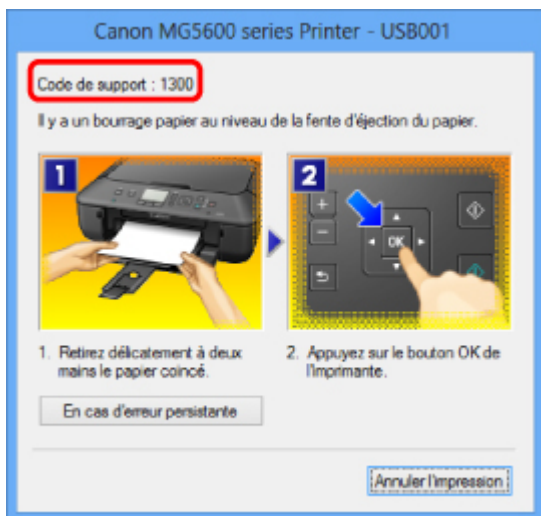 Canon MG5600 series Printer - USB001
Code de support : 1300
Il y a un bourrage papier au niveau de la fente d'éjection du papier.
1
2
OK
1. Retirez délicatement à deux
mains le papier coincé.
2. Appuyez sur le bouton OK de
l'imprimante.
En cas d'erreur persistante
Annuler l'impression